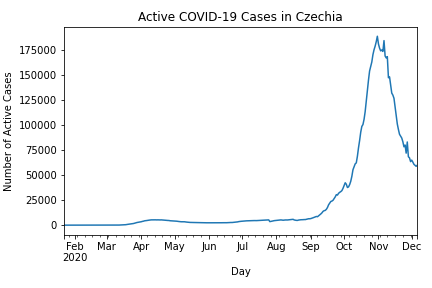 Active COVID-19 Cases in Czechia
175000
150000
125000
100000
75000
50000
25000
0
Number of Active Cases
Feb Mar Apr May Jun Jul Aug Sep Oct Nov Dec
2020
Day